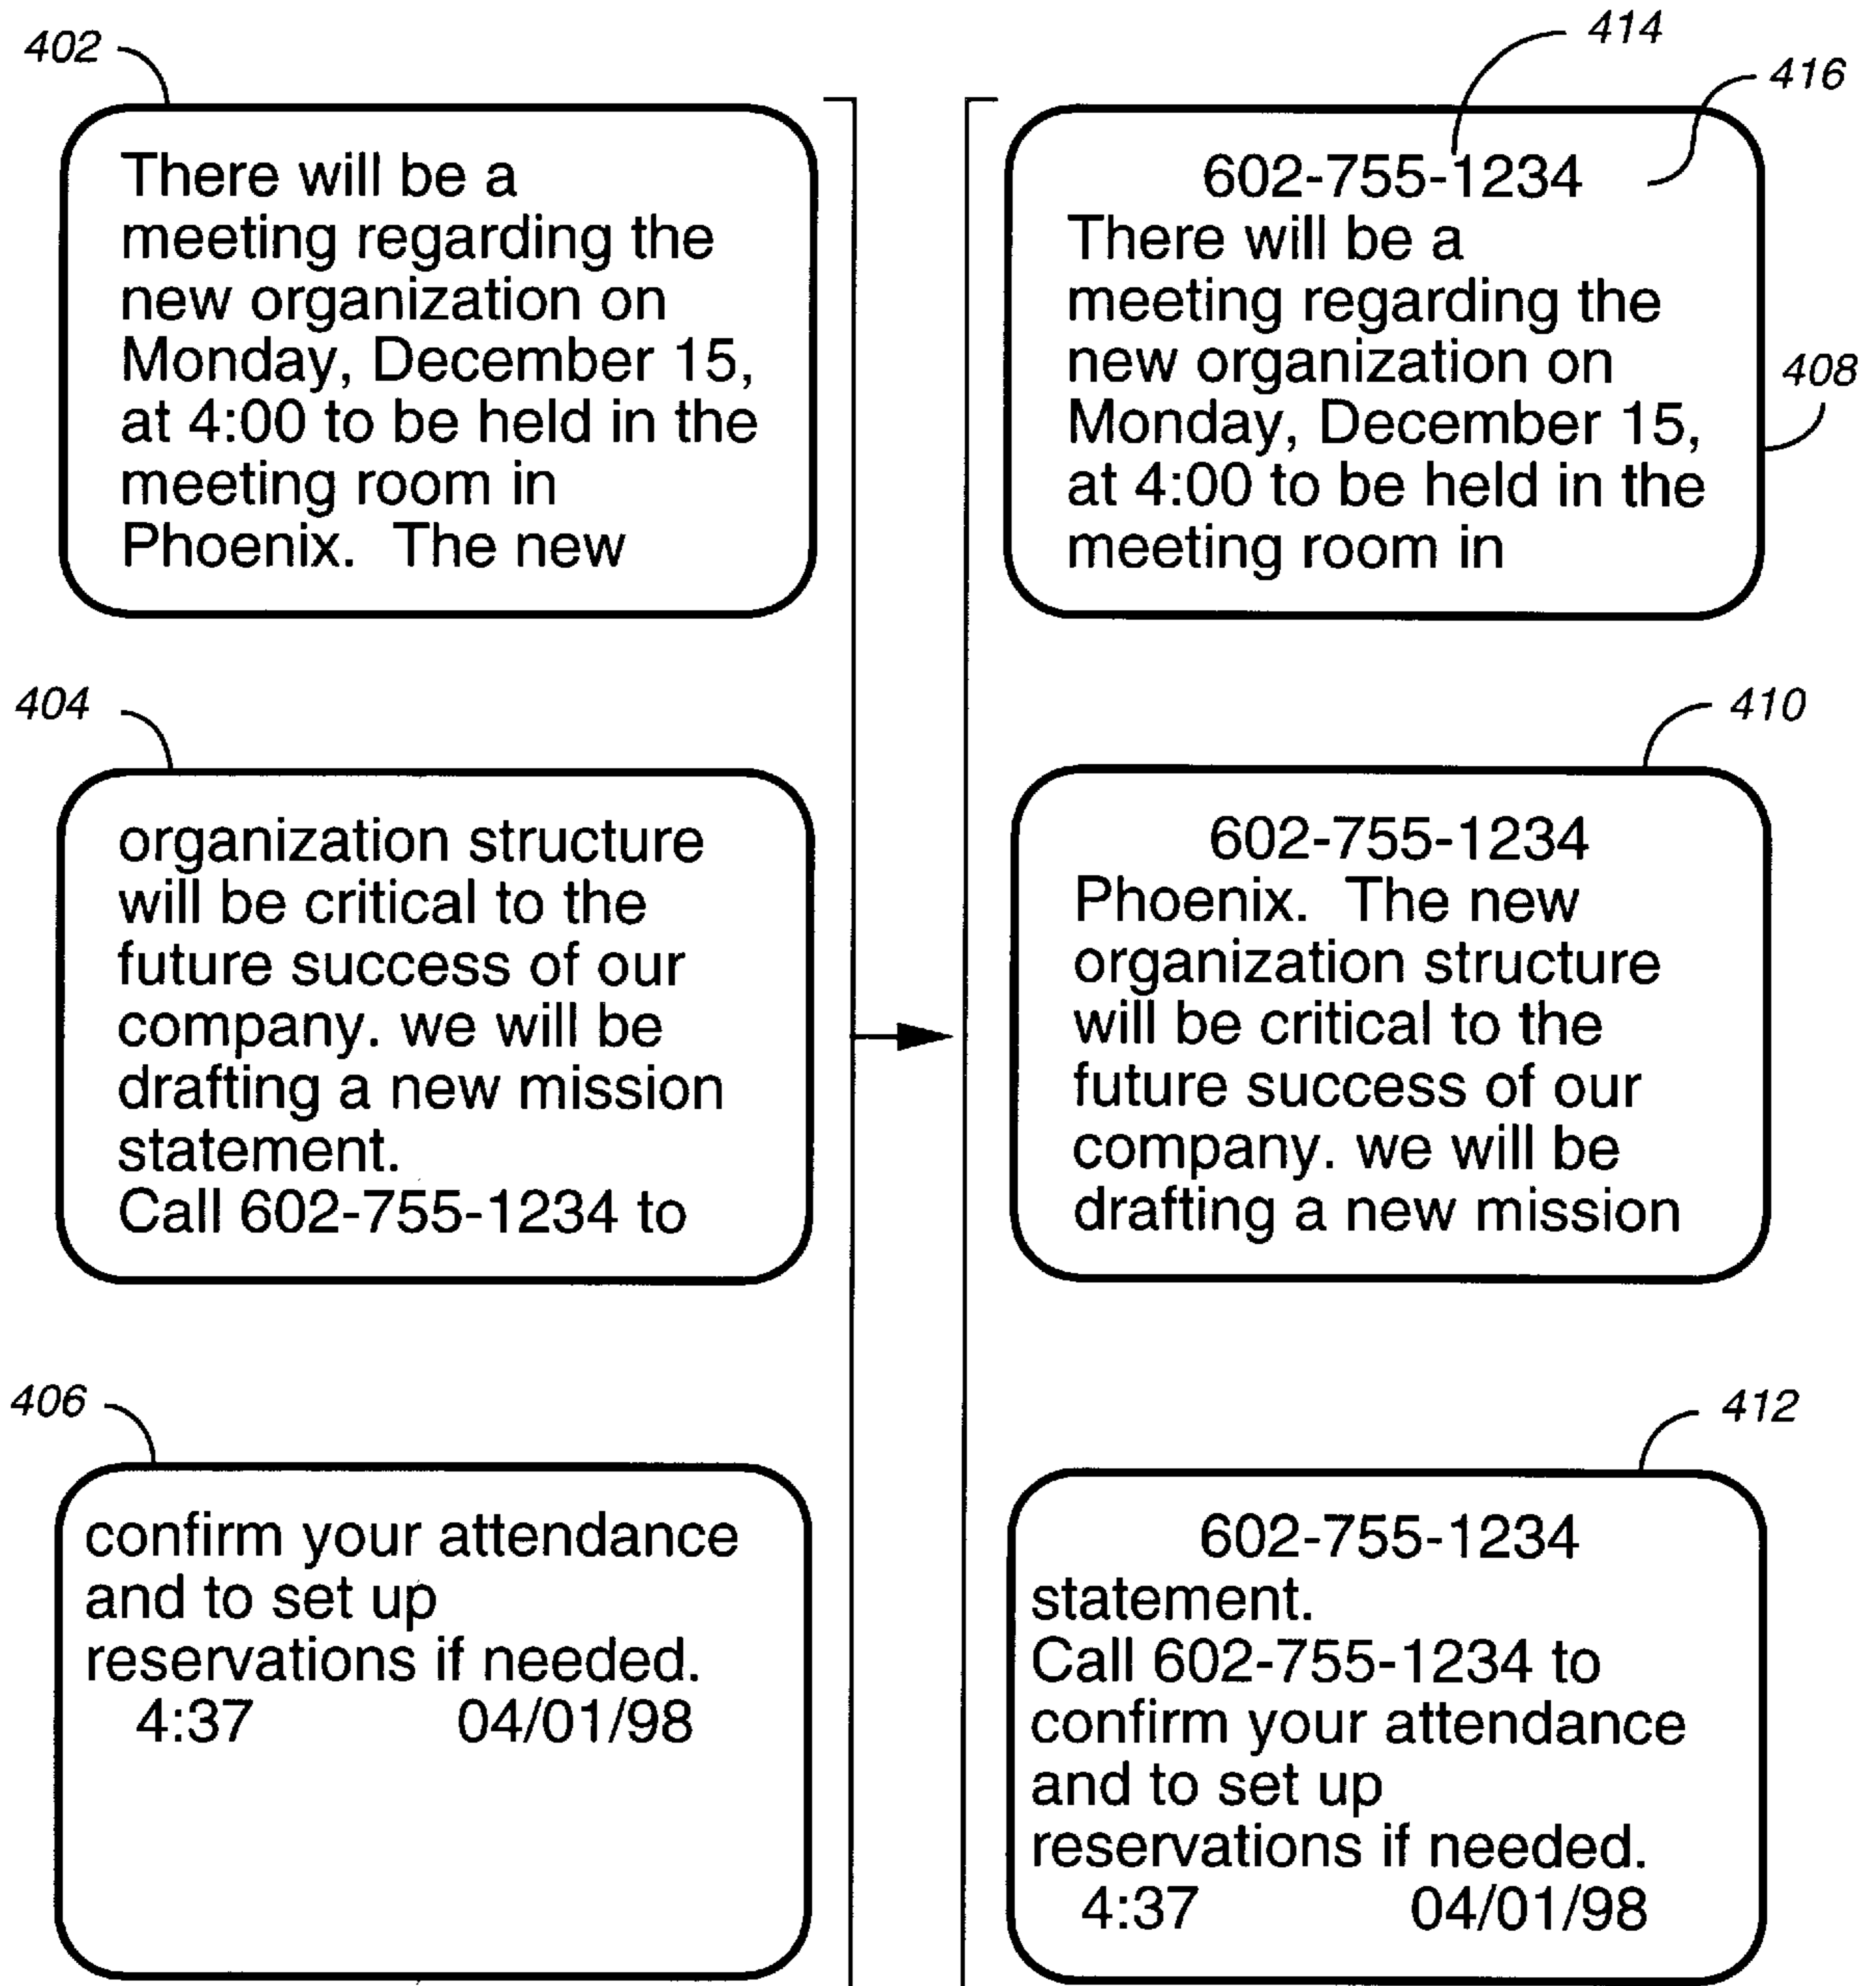 402
There will be a
meeting regarding the
new organization on
Monday, December 15,
at 4:00 to be held in the
meeting room in
Phoenix.  The new
404
organization structure
will be critical to the
future success of our
company. we will be
drafting a new mission
statement.
Call 602-755-1234 to
406
confirm your attendance
and to set up
reservations if needed.
4:37 04/01/98
414
416
602-755-1234
There will be a
meeting regarding the
new organization on
Monday, December 15,
at 4:00 to be held in the
meeting room in
408
410
602-755-1234
Phoenix.  The new
organization structure
will be critical to the
future success of our
company. we will be
drafting a new mission
412
602-755-1234
statement.
Call 602-755-1234 to
confirm your attendance
and to set up
reservations if needed.
4:37 04/01/98